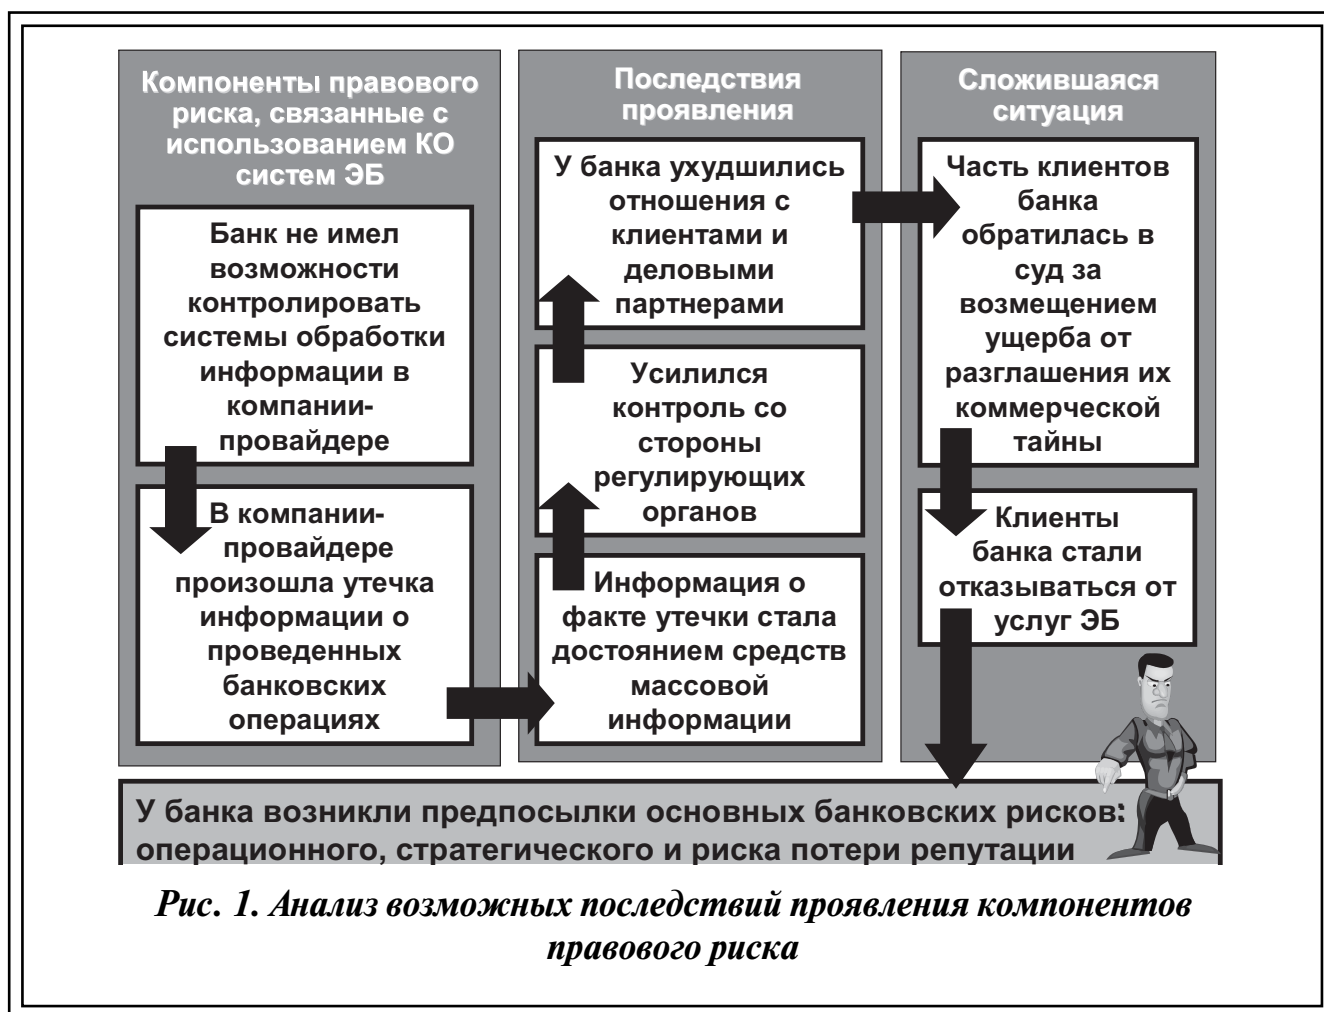 Компоненты правового
риска, связанные с
использованием КО
систем ЭБ
Банк не имел
возможности
контролировать
системы обработки
информации в
компании-
провайдере
В компании-
провайдере
произошла утечка
информации о
проведенных
банковских
операциях
Последствия
проявления
У банка ухудшились
отношения с
клиентами и
деловыми
партнерами
Усилился
контроль со
стороны
регулирующих
органов
Информация о
факте утечки стала
достоянием средств
массовой
информации
Сложившаяся
ситуация
Часть клиентов
банка
обратилась в
суд за
возмещением
ущерба от
разглашения их
коммерческой
тайны
Клиенты
банка стали
отказываться от
услуг ЭБ
У банка возникли предпосылки основных банковских рисков:
операционного, стратегического и риска потери репутации
Рис. 1. Анализ возможных последствий проявления компонентов
правового риска